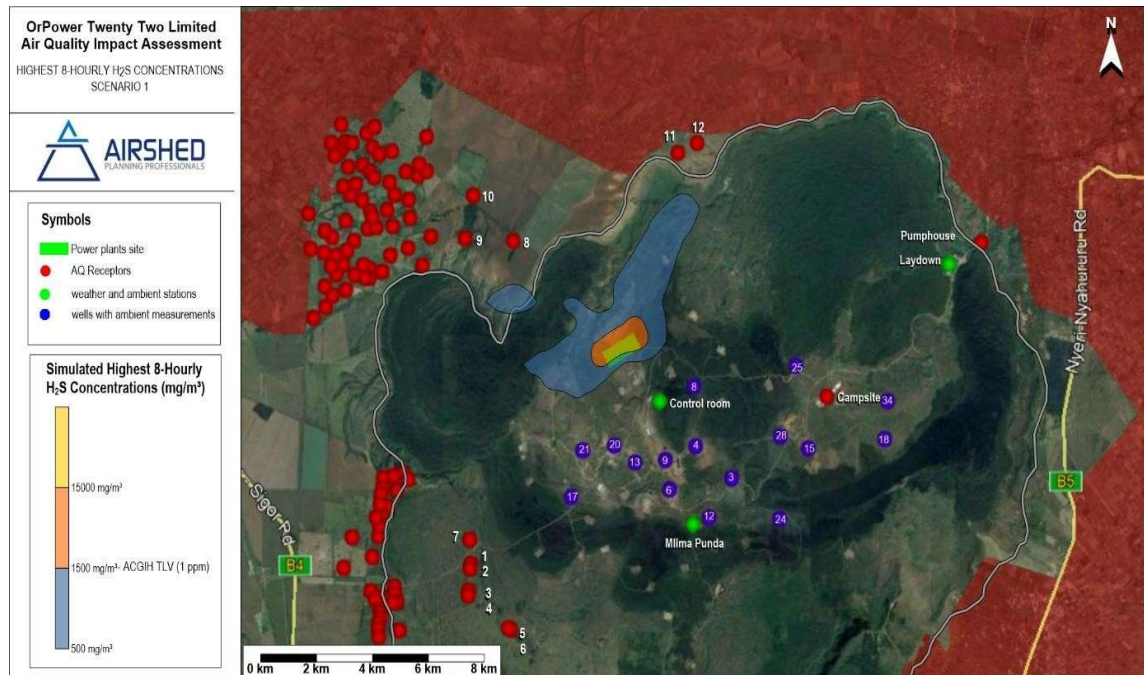 OrPower Twenty Two Limited
Air Quality Impact Assessment
HIGHEST 8-HOURLY H₂S CONCENTRATIONS
SCENARIO 1
AIRSHED
PLANNING PROFESSIONALS
Symbols
Power plants site
AQ Receptors
weather and ambient stations
wells with ambient measurements
Simulated Highest 8-Hourly
H₂S Concentrations (mg/m³)
15000 mg/m³
1500 mg/m³- ACGIH TLV (1 ppm)
500 mg/m³
N
11
12
10
9
8
Pumphouse
Laydown
Nyeri Nyahururu Rd
25
8
Control room
Campsite
34
28
18
21
20
4
15
13
9
3
6
17
B5
12
24
Mlima Punda
Sigor Rd
B4
7
1
2
3
4
5
6
0 km
2 km
4 km
6 km
8 km